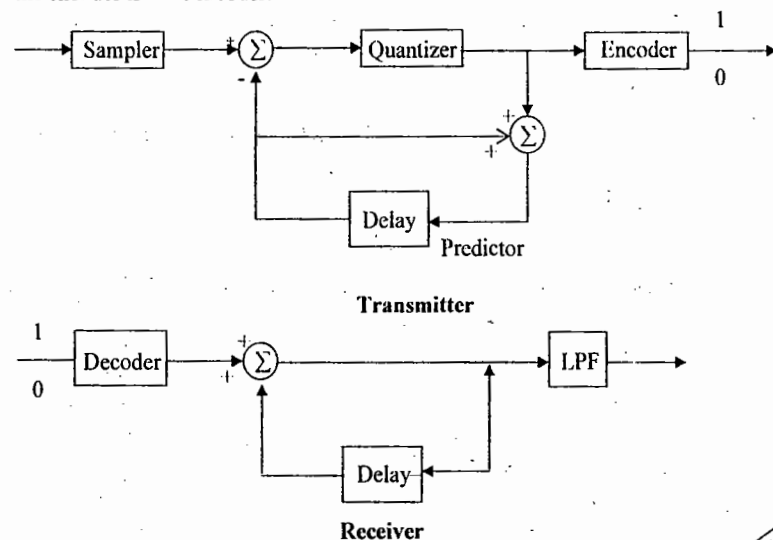 1
Sampler + Σ Quantizer Encoder
- 0
+ Σ
+
Delay
Predictor
Transmitter
1 +
Decoder Σ LPF
0 +
Delay
Receiver